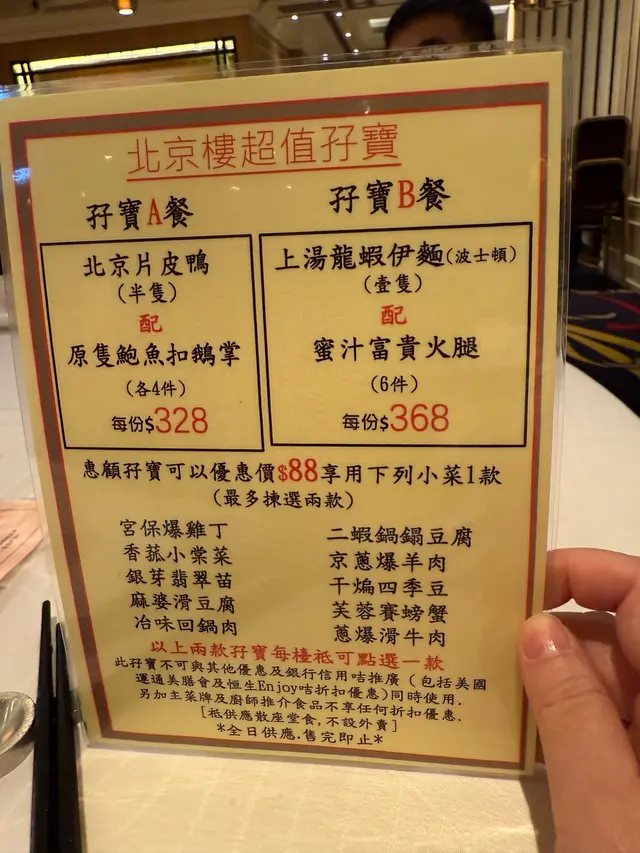 北京樓超值孖寶
孖寶A餐
北京片皮鴨
(半隻)
配
原隻鮑魚扣鵝掌
(各4件)
每份$328
孖寶B餐
上湯龍蝦伊麵(波士頓)
(壹隻)
配
蜜汁富貴火腿
(6件)
每份$368
惠顧孖寶可以優惠價$88享用下列小菜1款
(最多揀選兩款)
宮保爆雞丁
香菰小棠菜
銀芽翡翠苗
麻婆滑豆腐
冶味回鍋肉
二蝦鍋鎉豆腐
京蔥爆羊肉
干煸四季豆
芙蓉賽螃蟹
蔥爆滑牛肉
以上兩款孖寶每檯祗可點選一款
此孖寶不可與其他優惠及銀行信用咭推廣(包括美國
運通美膳會及恒生Enjoy咭折扣優惠)同時使用.
另加主菜牌及廚師推介食品不享任何折扣優惠.
[祗供應散座堂食,不設外賣]
*全日供應.售完即止*